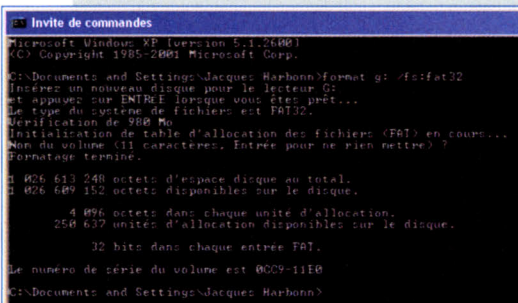 Invite de commandes
Microsoft Windows XP [version 5.1.2600]
(C) Copyright 1985-2001 Microsoft Corp.
C:\Documents and Settings\Jacques Harbonn>format g: /fs:fat32
Insérez un nouveau disque pour le lecteur G:
et appuyez sur ENTREE lorsque vous êtes prêt...
Le type du système de fichiers est FAT32.
Vérification de 980 Mo
Initialisation de table d'allocation des fichiers (FAT) en cours...
Nom du volume (11 caractères, Entrée pour ne rien mettre) ?
Formatage terminé.
1 026 613 248 octets d'espace disque au total.
1 026 609 152 octets disponibles sur le disque.
4 096 octets dans chaque unité d'allocation.
250 637 unités d'allocation disponibles sur le disque.
32 bits dans chaque entrée FAT.
Le numéro de série du volume est 0CC9-11E0
C:\Documents and Settings\Jacques Harbonn>